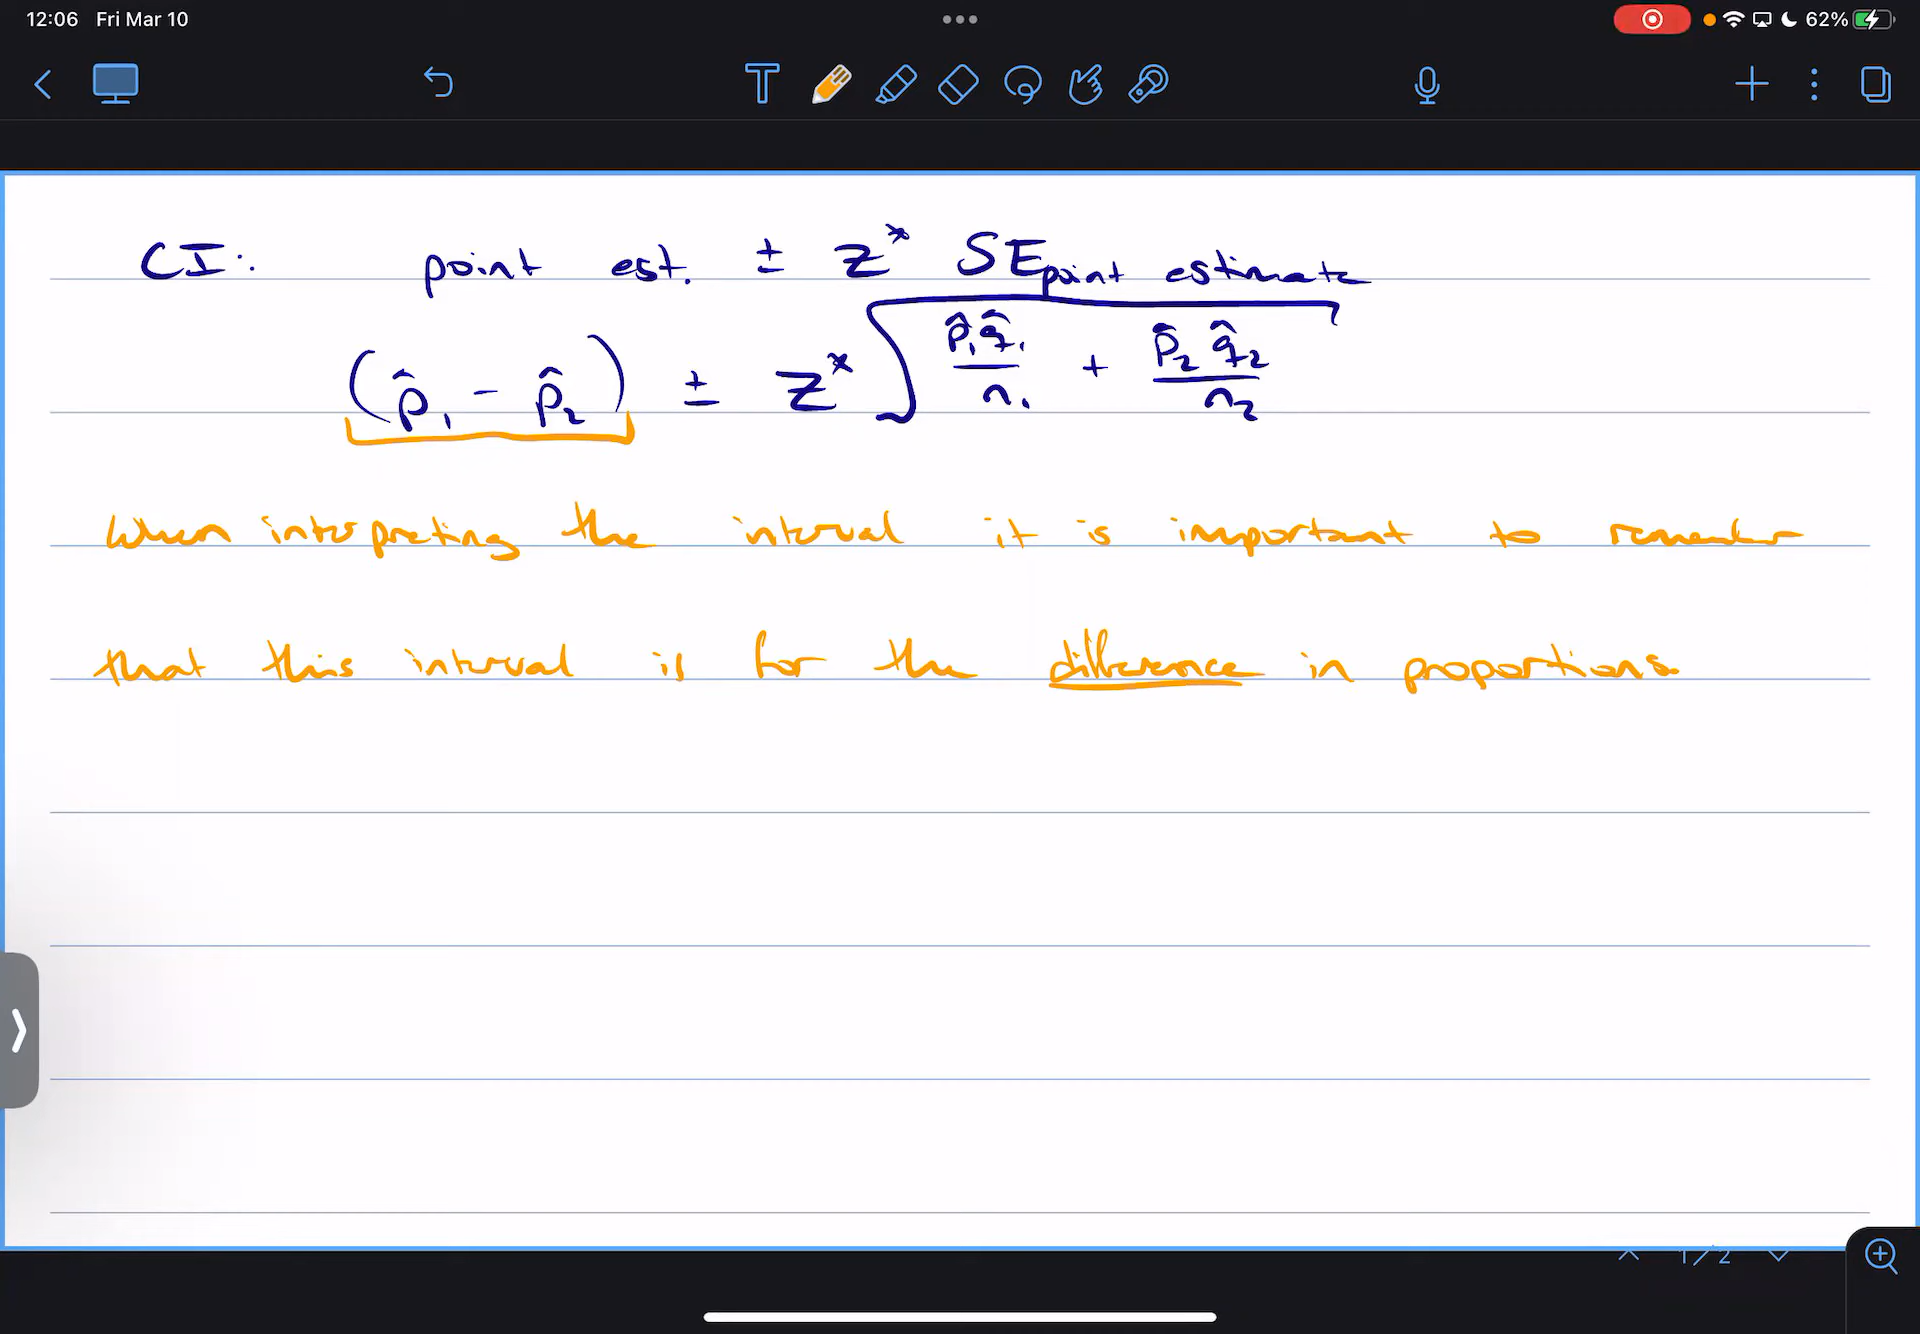 12:06 Fri Mar 10
62%
CI: point est. ± z* SE point estimate
(p̂₁ - p̂₂) ± z* √(p̂₁q̂₁/n₁ + p̂₂q̂₂/n₂)
When interpreting the interval it is important to remember
that this interval is for the difference in proportions
1/2